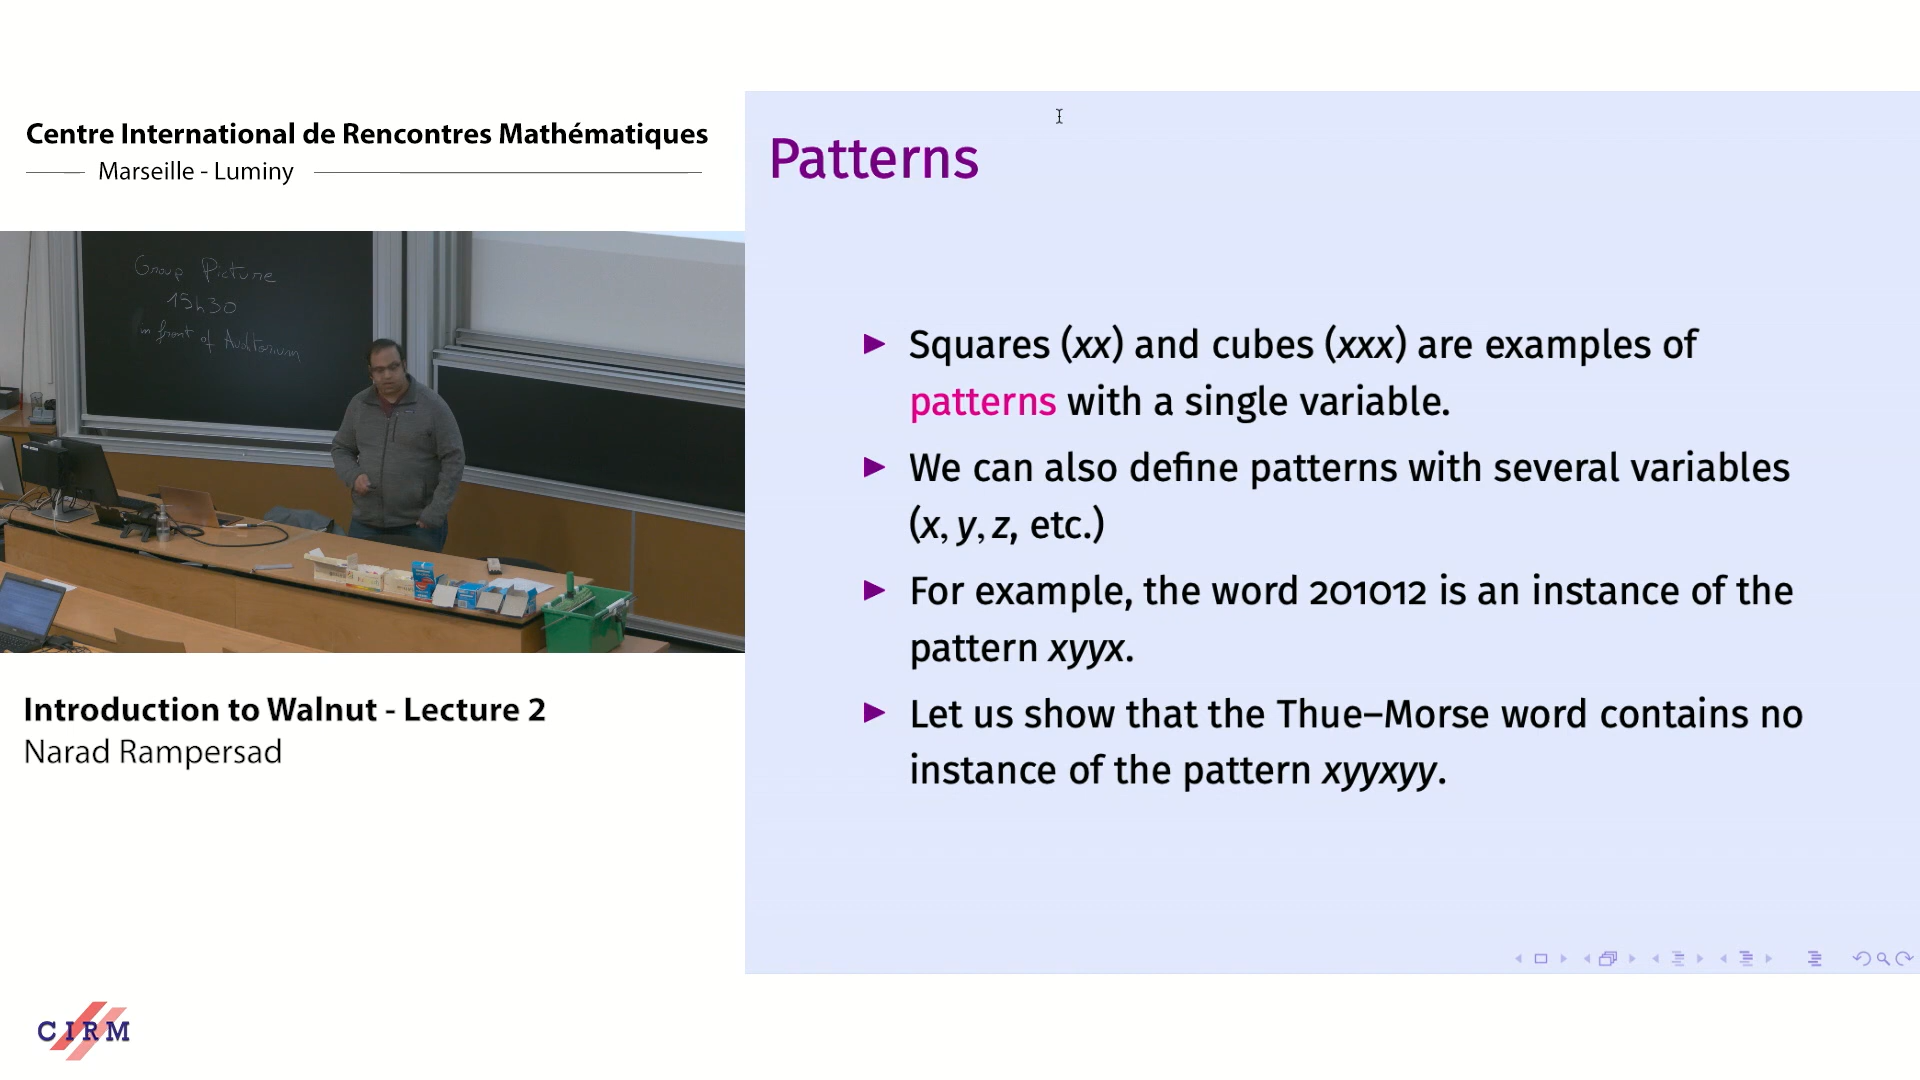 Centre International de Rencontres Mathématiques
Marseille - Luminy
Group Picture
15h30
in front of Auditorium
Introduction to Walnut - Lecture 2
Narad Rampersad
CIRM
Patterns
▶ Squares (xx) and cubes (xxx) are examples of
patterns with a single variable.
▶ We can also define patterns with several variables
(x, y, z, etc.)
▶ For example, the word 201012 is an instance of the
pattern xyyx.
▶ Let us show that the Thue–Morse word contains no
instance of the pattern xyyxyy.